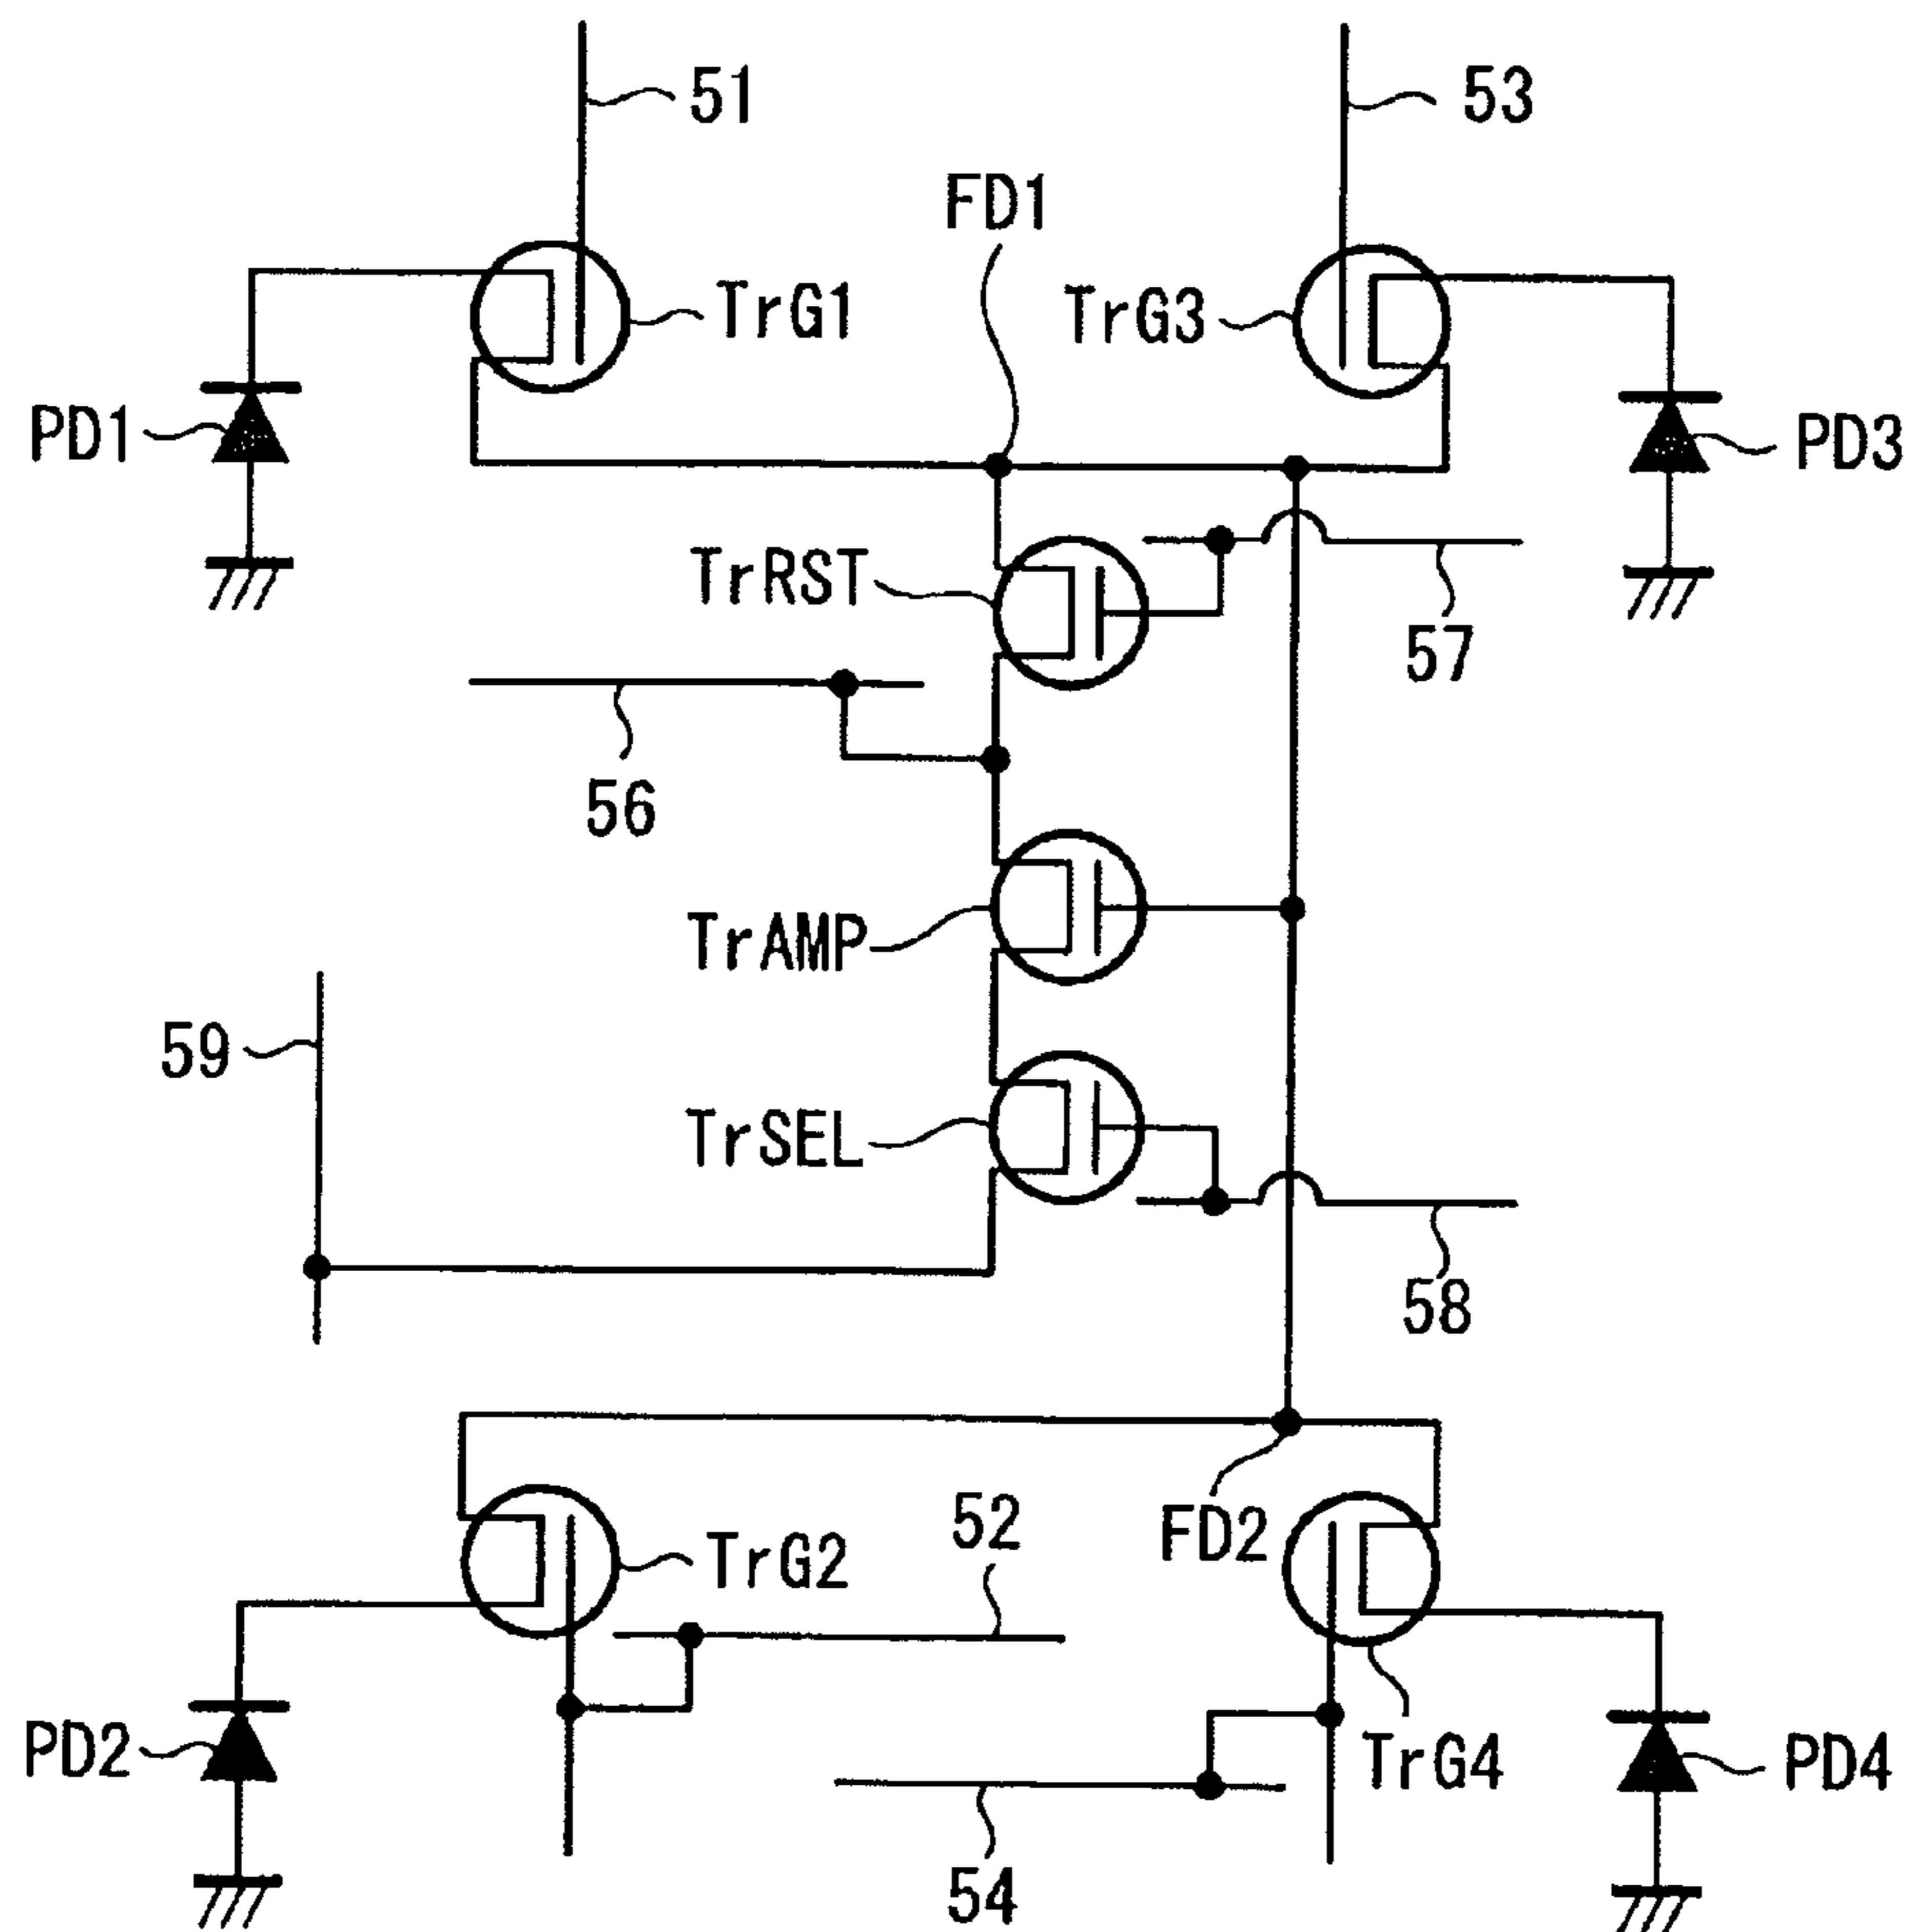 51
53
FD1
TrG1
TrG3
PD1
PD3
TrRST
57
56
TrAMP
59
TrSEL
58
52
FD2
TrG2
PD2
TrG4
PD4
54